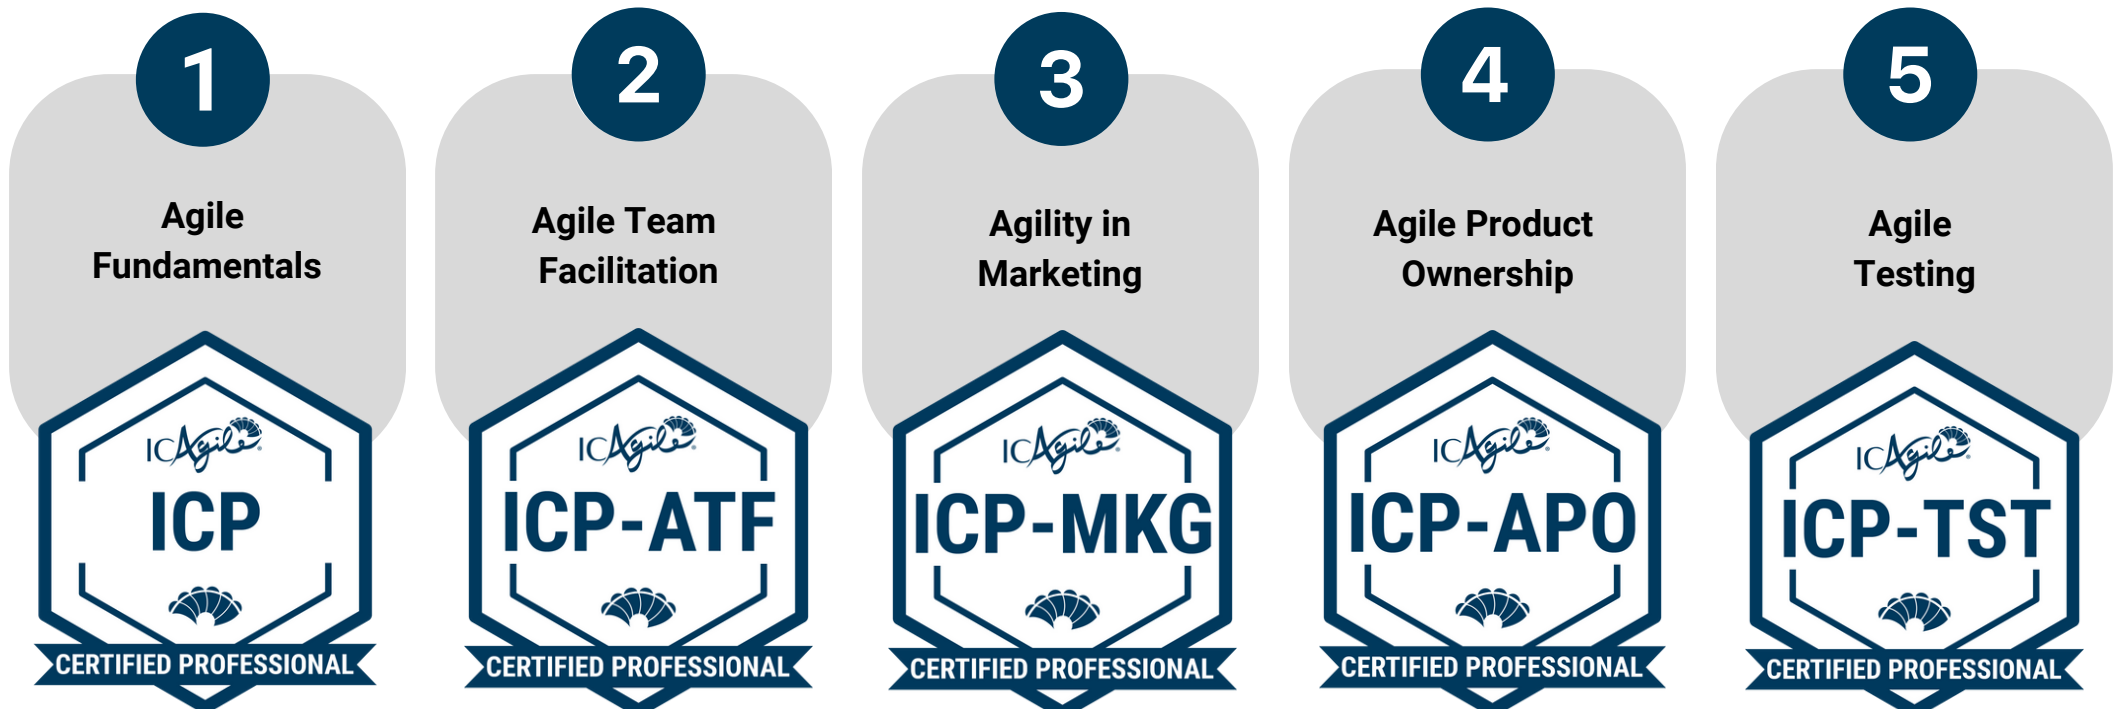 1
Agile
Fundamentals
ICAgile
ICP
CERTIFIED PROFESSIONAL
2
Agile Team
Facilitation
ICAgile
ICP-ATF
CERTIFIED PROFESSIONAL
3
Agility in
Marketing
ICAgile
ICP-MKG
CERTIFIED PROFESSIONAL
4
Agile Product
Ownership
ICAgile
ICP-APO
CERTIFIED PROFESSIONAL
5
Agile
Testing
ICAgile
ICP-TST
CERTIFIED PROFESSIONAL